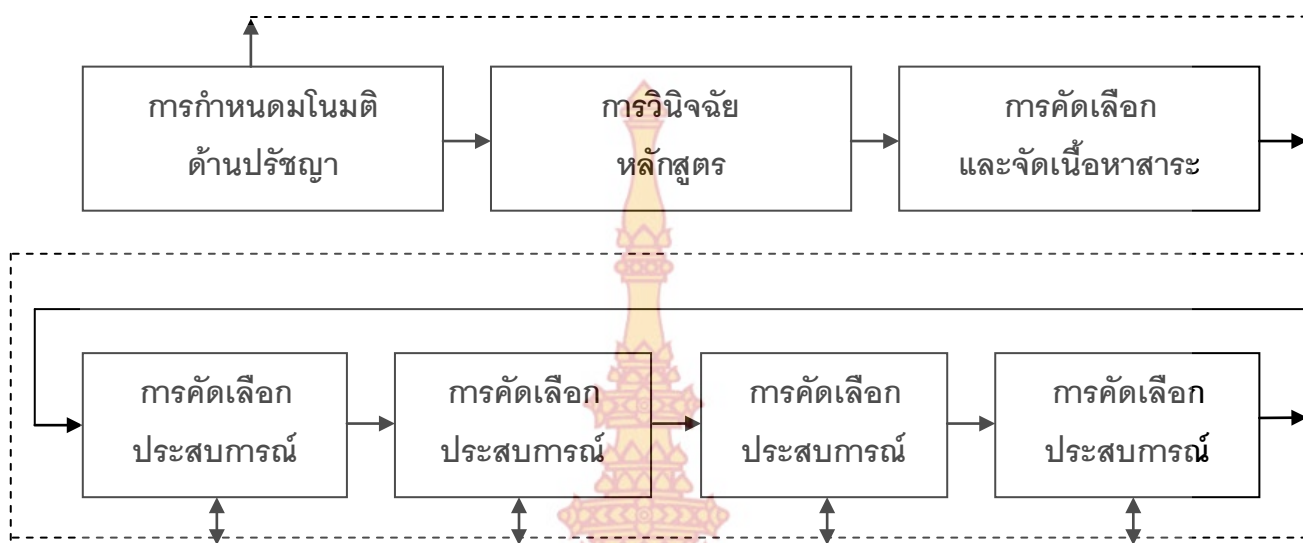 การกำหนดมโนมติ
ด้านปรัชญา
การวินิจฉัย
หลักสูตร
การคัดเลือก
และจัดเนื้อหาสาระ
การคัดเลือก
ประสบการณ์
การคัดเลือก
ประสบการณ์
การคัดเลือก
ประสบการณ์
การคัดเลือก
ประสบการณ์